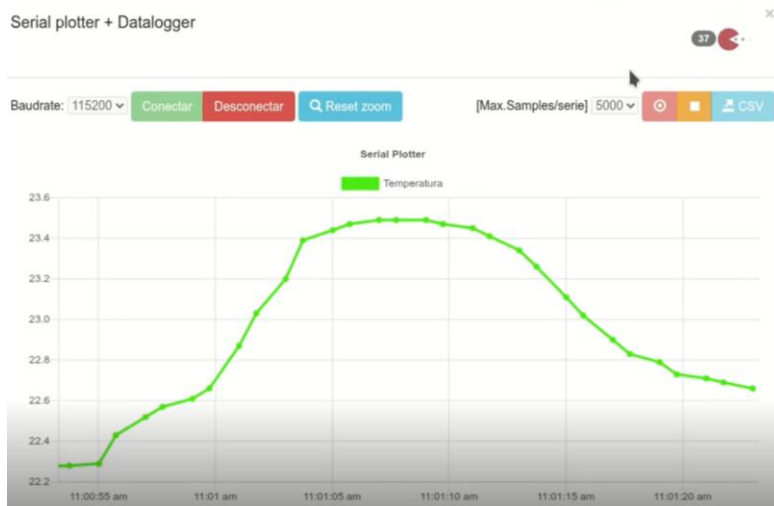 ×
Serial plotter + Datalogger
37
Baudrate: 115200 Conectar Desconectar Reset zoom [Max.Samples/serie] 5000 CSV
Serial Plotter
Temperatura
23.6
23.4
23.2
23.0
22.8
22.6
22.4
22.2
11:00:55 am 11:01 am 11:01:05 am 11:01:10 am 11:01:15 am 11:01:20 am